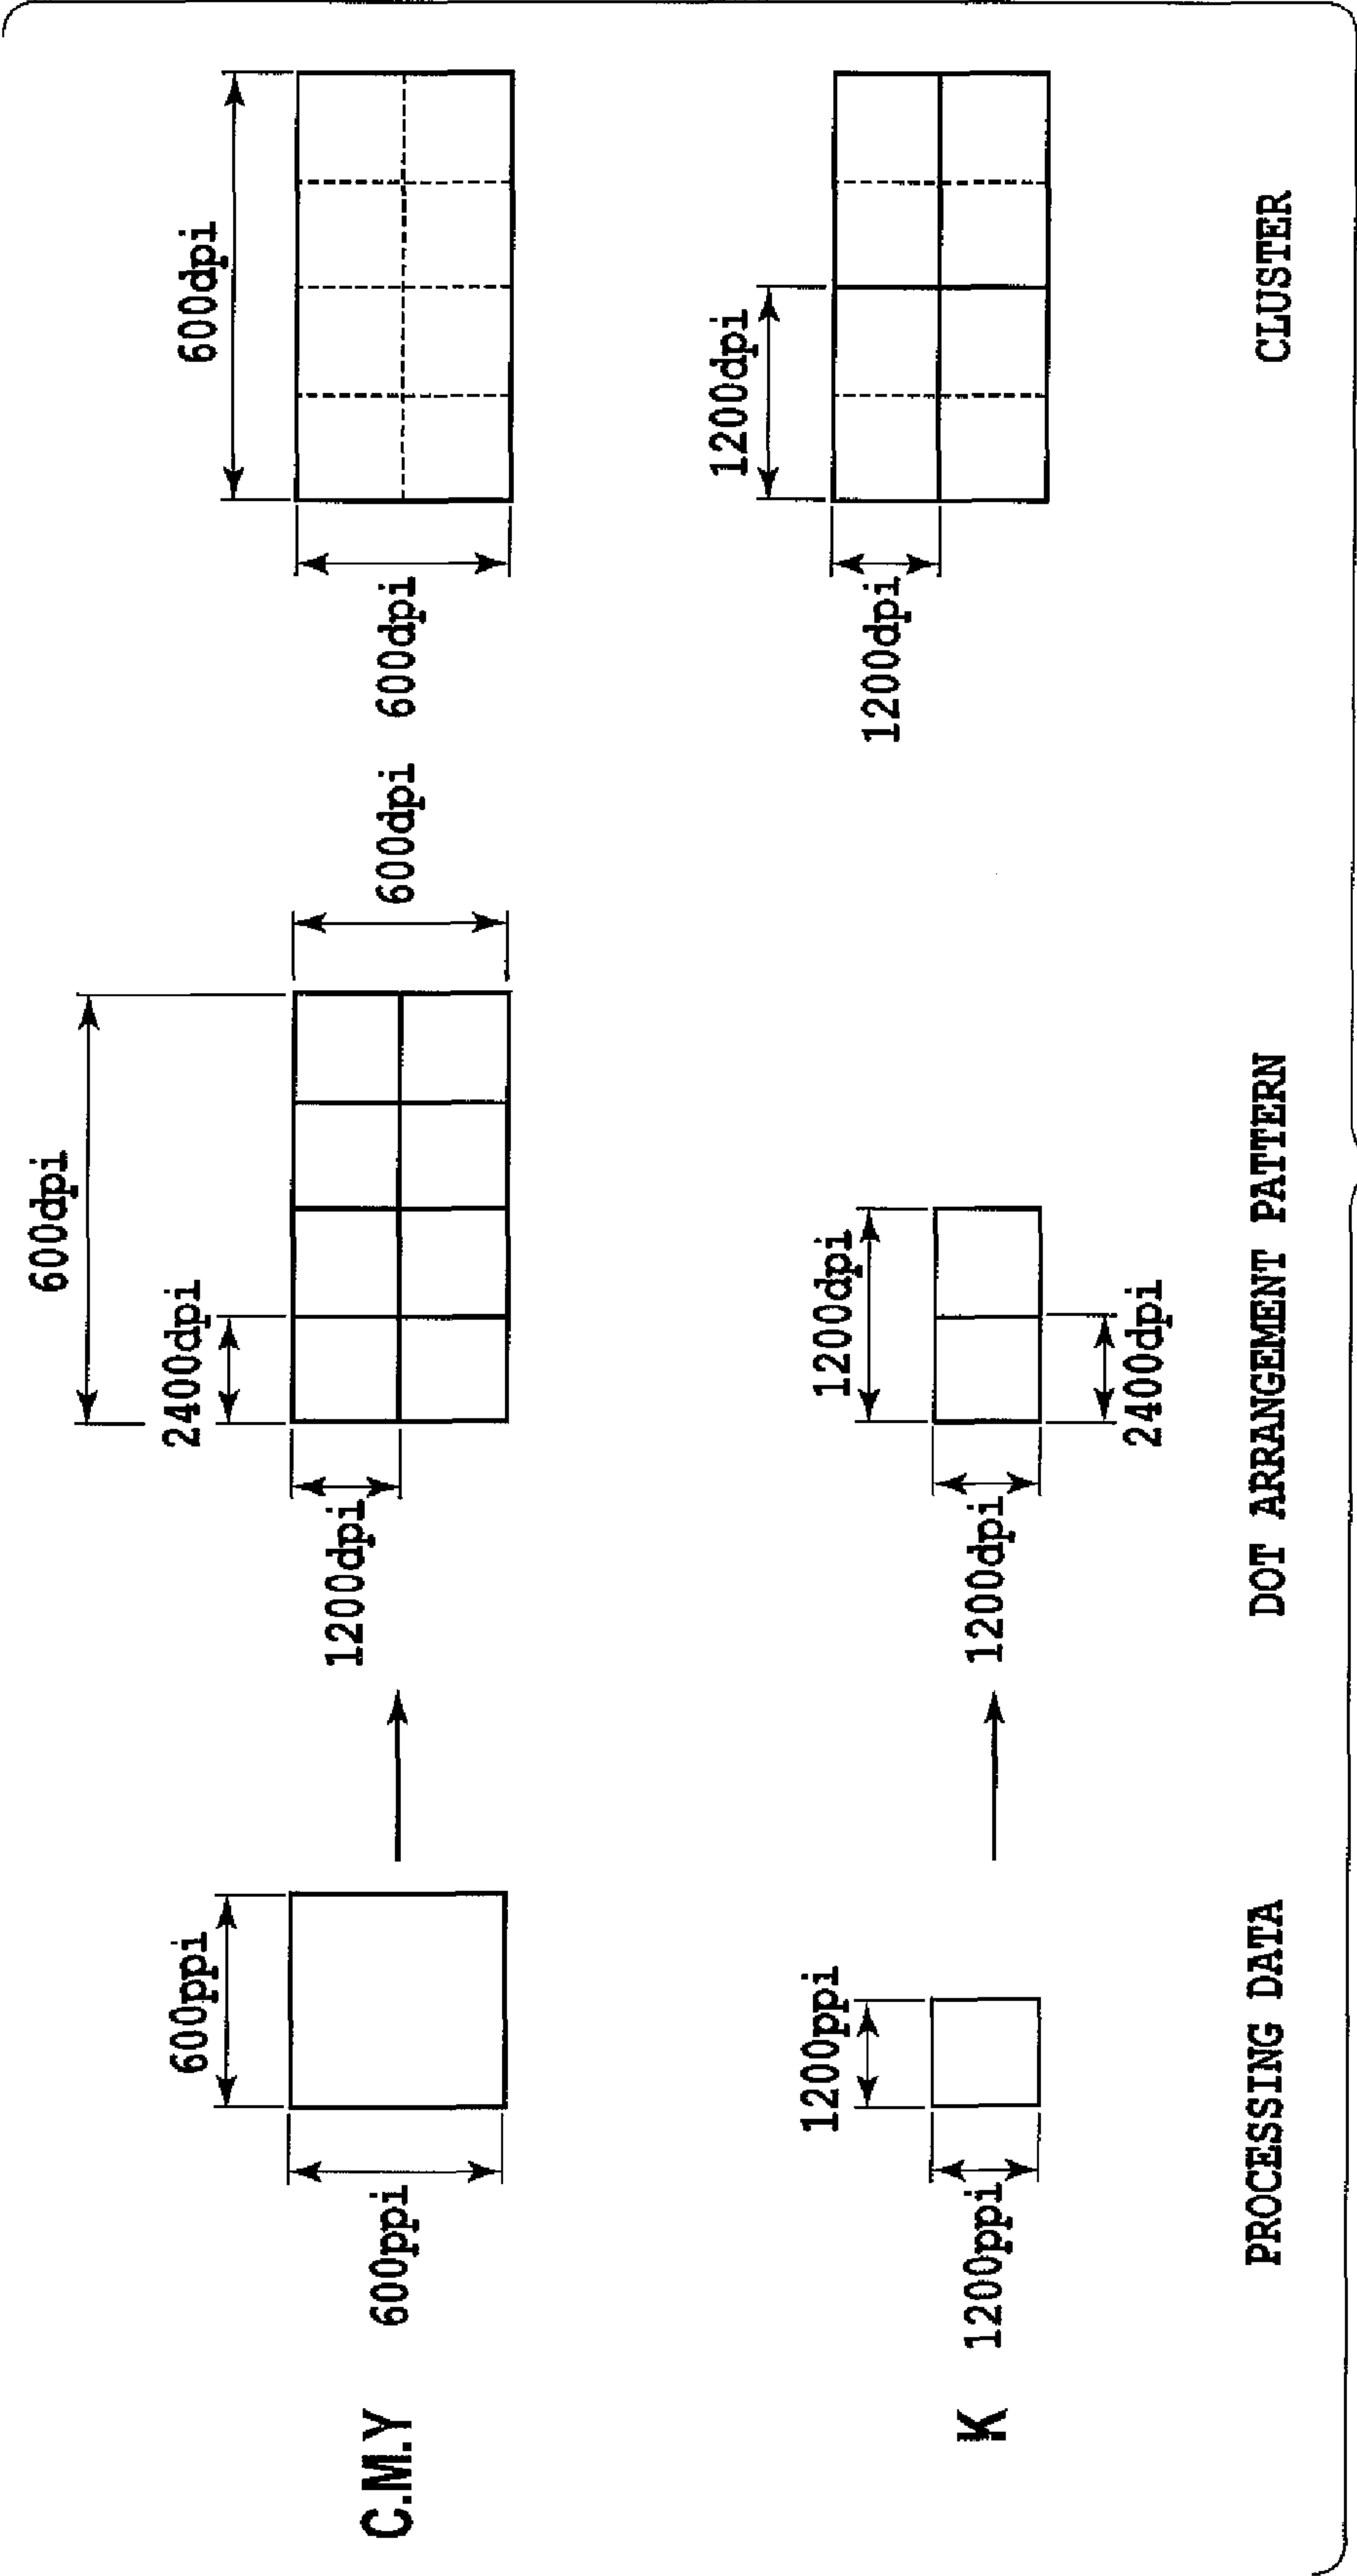 C.M.Y
600ppi
600ppi
1200dpi
2400dpi
600dpi
600dpi
600dpi
600dpi
K
1200ppi
1200ppi
1200dpi
1200dpi
2400dpi
1200dpi
1200dpi
PROCESSING DATA
DOT ARRANGEMENT PATTERN
CLUSTER